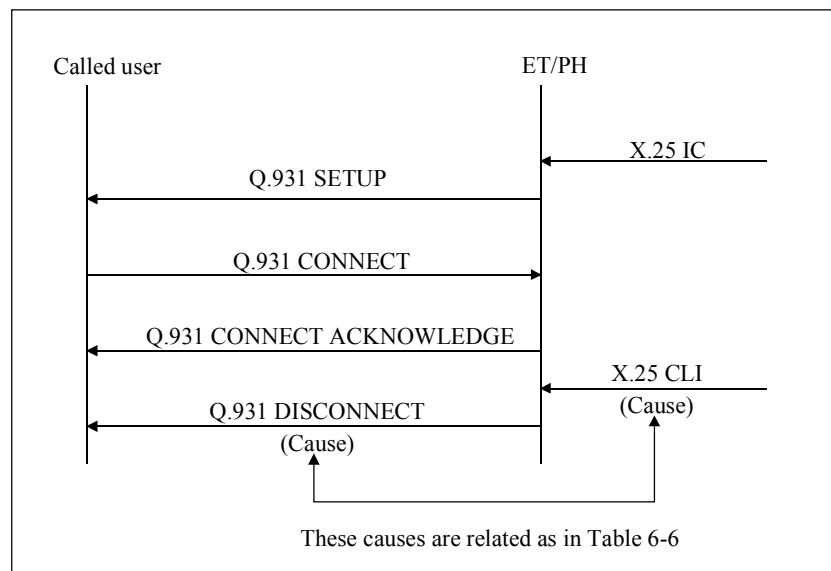 Called user
ET/PH
X.25 IC
Q.931 SETUP
Q.931 CONNECT
Q.931 CONNECT ACKNOWLEDGE
X.25 CLI
(Cause)
Q.931 DISCONNECT
(Cause)
These causes are related as in Table 6-6